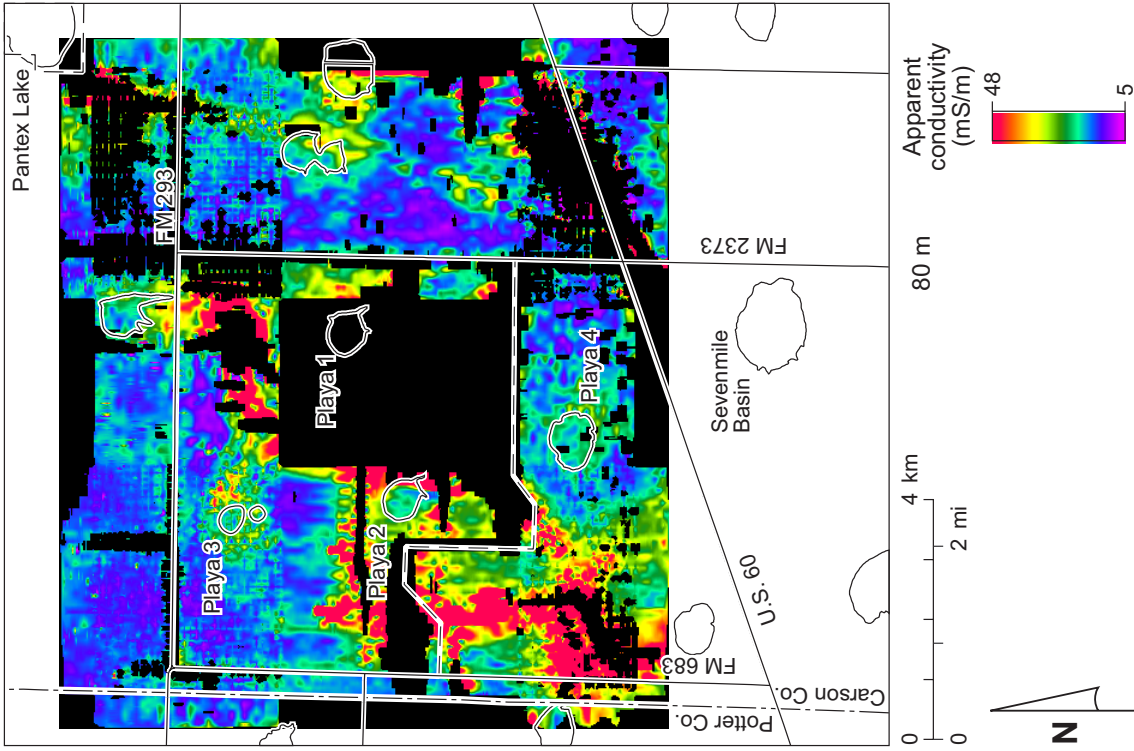 Pantex Lake
FM 293
Playa 1
Playa 2
Playa 3
Playa 4
FM 2373
Sevenmile
Basin
U.S. 60
FM 683
Carson Co.
Potter Co.
Apparent
conductivity
(mS/m)
48
5
80 m
0
4 km
0
2 mi
N